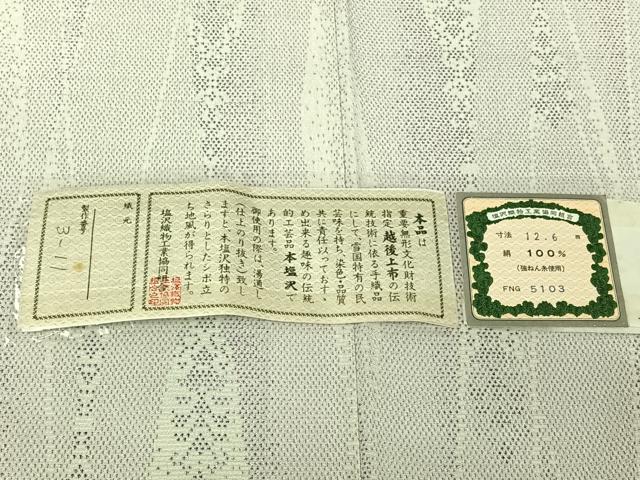 本品は
重要無形文化財技術
指定越後上布の伝
統技術に依る手織品
にして、雪国特有の民
芸味を持ち、染色・品質
共に責任以っておすゝ
め出来る趣味の伝統
的工芸品本塩沢で
あります。
御使用の際は、湯通し
仕上(のり抜き)致し
ますと本塩沢独特の
さらりとしたシボ立
ち地風が得られます。
塩沢織物工業協同組合
織元
製作番号
3-11
塩沢織物工業協同組合
寸法 12.6 m
絹 100%
(強ねん糸使用)
FNG 5103